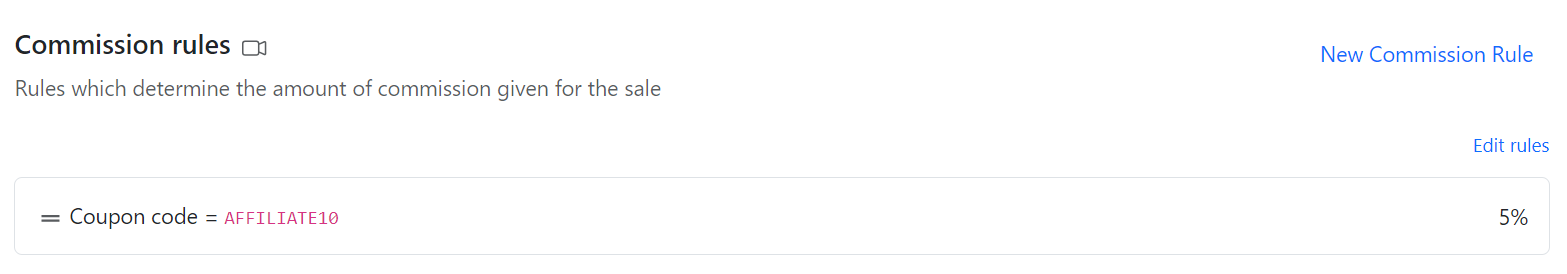 Commission rules
New Commission Rule
Rules which determine the amount of commission given for the sale
Edit rules
Coupon code = AFFILIATE10 5%